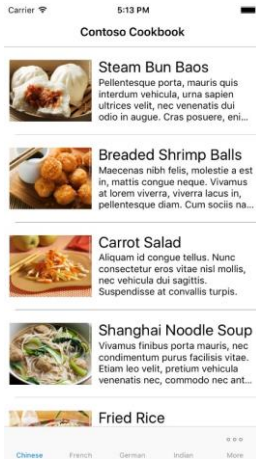 Carrier 5:13 PM
Contoso Cookbook
Steam Bun Baos
Pellentesque porta, mauris quis
interdum vehicula, urna sapien
ultrices velit, nec venenatis dui
odio in augue. Cras posuere, eni...
Breaded Shrimp Balls
Maecenas nibh felis, molestie a est
in, mattis congue neque. Vivamus
at lorem viverra, viverra lacus in,
pellentesque diam. Cum sociis na...
Carrot Salad
Aliquam id congue tellus. Nunc
consectetur eros vitae nisl mollis,
nec vehicula dui sagittis.
Suspendisse at convallis turpis.
Shanghai Noodle Soup
Vivamus finibus porta mauris, nec
condimentum purus facilisis vitae.
Etiam leo velit, pretium vehicula
venenatis nec, commodo nec ant...
Fried Rice
Chinese French German Indian More